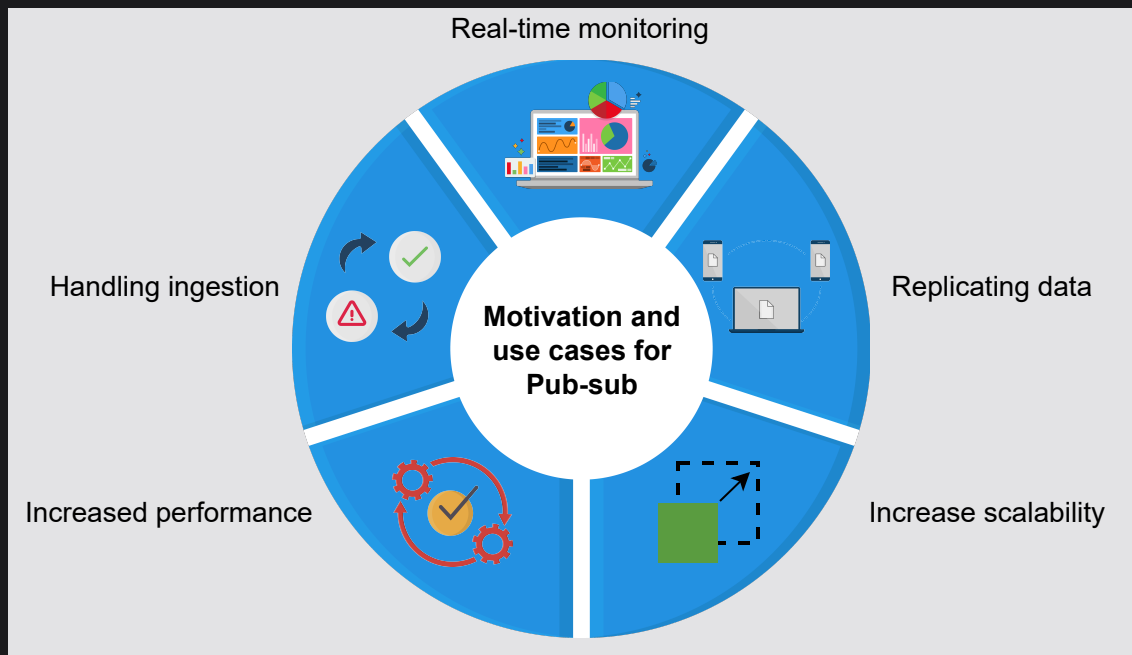 Real-time monitoring
Handling ingestion
Replicating data
Motivation and
use cases for
Pub-sub
Increased performance
Increase scalability